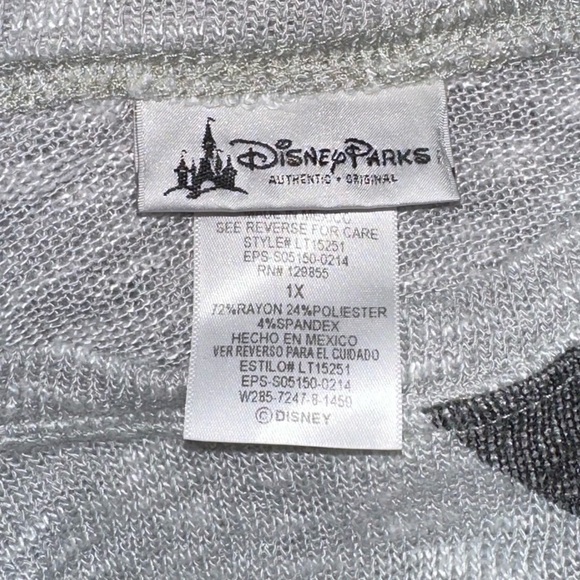 Disney Parks
AUTHENTIC • ORIGINAL
MADE IN MEXICO
SEE REVERSE FOR CARE
STYLE# LT15251
EPS-S05150-0214
RN# 129855
1X
72%RAYON 24%POLIESTER
4%SPANDEX
HECHO EN MEXICO
VER REVERSO PARA EL CUIDADO
ESTILO# LT15251
EPS-S05150-0214
W285-7247-8-1450
©DISNEY